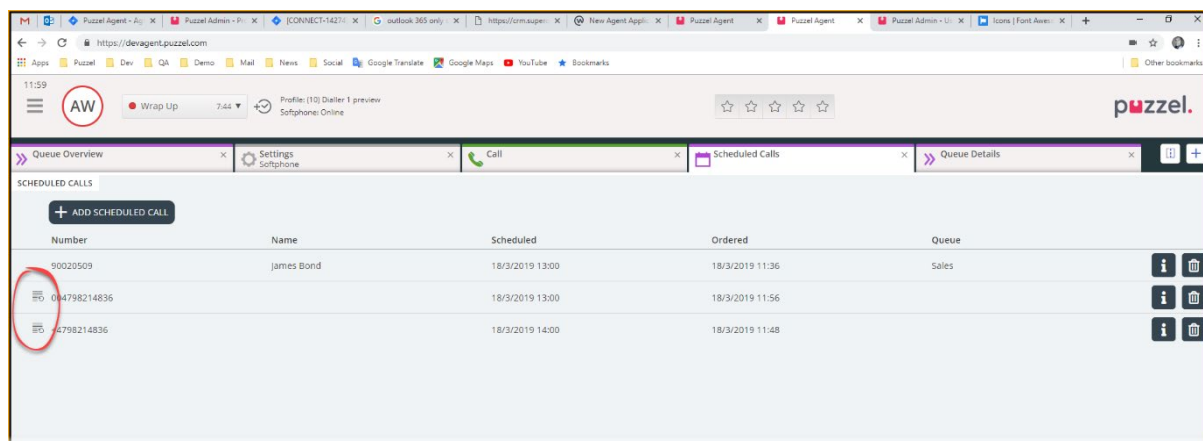 Puzzel Agent - Ag
Puzzel Admin - Pr
[CONNECT-14274
outlook 365 only
https://crm.super
New Agent Applic
Puzzel Agent
Puzzel Agent
Puzzel Admin - U
Icons | Font Awes
https://devagent.puzzel.com
Apps Puzzel Dev QA Demo Mail News Social Google Translate Google Maps YouTube Bookmarks Other bookmarks
11:59
AW
Wrap Up 7:44
Profile: (10) Dialler 1 preview
Softphone: Online
puzzel.
Queue Overview
Settings
Softphone
Call
Scheduled Calls
Queue Details
SCHEDULED CALLS
+ ADD SCHEDULED CALL
Number Name Scheduled Ordered Queue
90020509 James Bond 18/3/2019 13:00 18/3/2019 11:36 Sales
004798214836 18/3/2019 13:00 18/3/2019 11:56
+4798214836 18/3/2019 14:00 18/3/2019 11:48